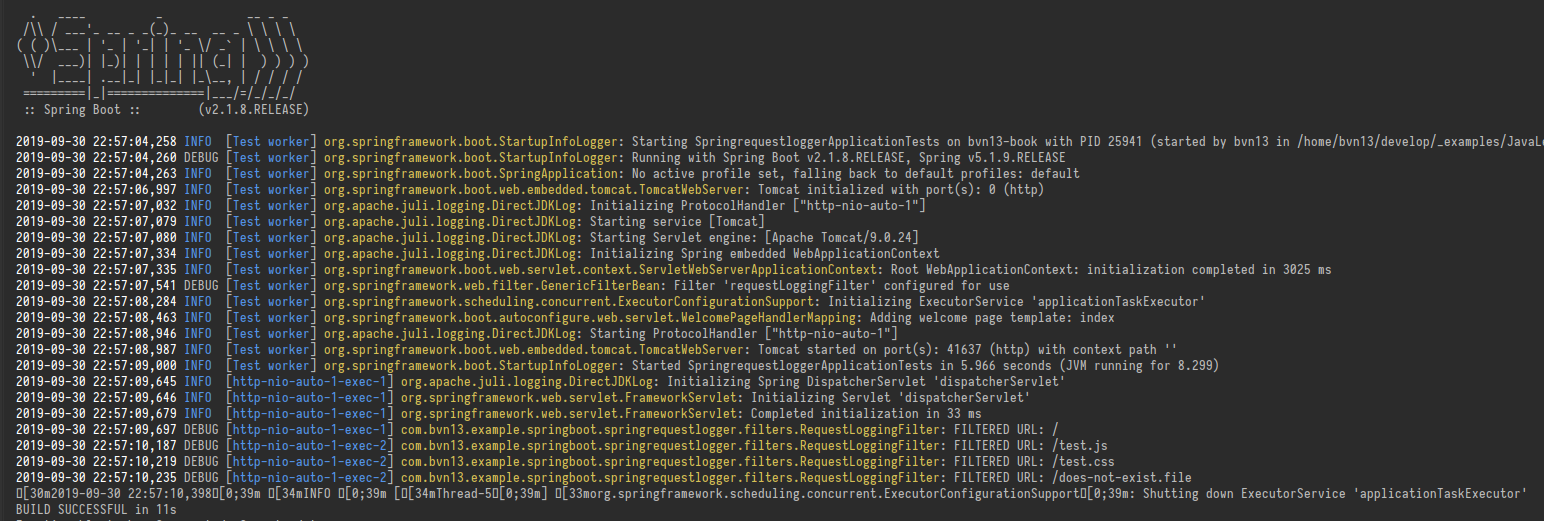 .   ____          _            __ _ _
 /\\ / ___'_ __ _ _(_)_ __  __ _ \ \ \ \
( ( )\___ | '_ | '_| | '_ \/ _` | \ \ \ \
 \\/  ___)| |_)| | | | | || (_| |  ) ) ) )
  '  |____| .__|_| |_|_| |_\__, | / / / /
 =========|_|==============|___/=/_/_/_/
 :: Spring Boot ::        (v2.1.8.RELEASE)
2019-09-30 22:57:04,258 INFO  [Test worker] org.springframework.boot.StartupInfoLogger: Starting SpringrequestloggerApplicationTests on bvn13-book with PID 25941 (started by bvn13 in /home/bvn13/develop/_examples/JavaL
2019-09-30 22:57:04,260 DEBUG [Test worker] org.springframework.boot.StartupInfoLogger: Running with Spring Boot v2.1.8.RELEASE, Spring v5.1.9.RELEASE
2019-09-30 22:57:04,263 INFO  [Test worker] org.springframework.boot.SpringApplication: No active profile set, falling back to default profiles: default
2019-09-30 22:57:06,997 INFO  [Test worker] org.springframework.boot.web.embedded.tomcat.TomcatWebServer: Tomcat initialized with port(s): 0 (http)
2019-09-30 22:57:07,032 INFO  [Test worker] org.apache.juli.logging.DirectJDKLog: Initializing ProtocolHandler ["http-nio-auto-1"]
2019-09-30 22:57:07,079 INFO  [Test worker] org.apache.juli.logging.DirectJDKLog: Starting service [Tomcat]
2019-09-30 22:57:07,080 INFO  [Test worker] org.apache.juli.logging.DirectJDKLog: Starting Servlet engine: [Apache Tomcat/9.0.24]
2019-09-30 22:57:07,334 INFO  [Test worker] org.apache.juli.logging.DirectJDKLog: Initializing Spring embedded WebApplicationContext
2019-09-30 22:57:07,335 INFO  [Test worker] org.springframework.boot.web.servlet.context.ServletWebServerApplicationContext: Root WebApplicationContext: initialization completed in 3025 ms
2019-09-30 22:57:07,541 DEBUG [Test worker] org.springframework.web.filter.GenericFilterBean: Filter 'requestLoggingFilter' configured for use
2019-09-30 22:57:08,284 INFO  [Test worker] org.springframework.scheduling.concurrent.ExecutorConfigurationSupport: Initializing ExecutorService 'applicationTaskExecutor'
2019-09-30 22:57:08,463 INFO  [Test worker] org.springframework.boot.autoconfigure.web.servlet.WelcomePageHandlerMapping: Adding welcome page template: index
2019-09-30 22:57:08,946 INFO  [Test worker] org.apache.juli.logging.DirectJDKLog: Starting ProtocolHandler ["http-nio-auto-1"]
2019-09-30 22:57:08,987 INFO  [Test worker] org.springframework.boot.web.embedded.tomcat.TomcatWebServer: Tomcat started on port(s): 41637 (http) with context path ''
2019-09-30 22:57:09,000 INFO  [Test worker] org.springframework.boot.StartupInfoLogger: Started SpringrequestloggerApplicationTests in 5.966 seconds (JVM running for 8.299)
2019-09-30 22:57:09,645 INFO  [http-nio-auto-1-exec-1] org.apache.juli.logging.DirectJDKLog: Initializing Spring DispatcherServlet 'dispatcherServlet'
2019-09-30 22:57:09,646 INFO  [http-nio-auto-1-exec-1] org.springframework.web.servlet.FrameworkServlet: Initializing Servlet 'dispatcherServlet'
2019-09-30 22:57:09,679 INFO  [http-nio-auto-1-exec-1] org.springframework.web.servlet.FrameworkServlet: Completed initialization in 33 ms
2019-09-30 22:57:09,697 DEBUG [http-nio-auto-1-exec-1] com.bvn13.example.springboot.springrequestlogger.filters.RequestLoggingFilter: FILTERED URL: /
2019-09-30 22:57:10,187 DEBUG [http-nio-auto-1-exec-2] com.bvn13.example.springboot.springrequestlogger.filters.RequestLoggingFilter: FILTERED URL: /test.js
2019-09-30 22:57:10,219 DEBUG [http-nio-auto-1-exec-2] com.bvn13.example.springboot.springrequestlogger.filters.RequestLoggingFilter: FILTERED URL: /test.css
2019-09-30 22:57:10,235 DEBUG [http-nio-auto-1-exec-2] com.bvn13.example.springboot.springrequestlogger.filters.RequestLoggingFilter: FILTERED URL: /does-not-exist.file
▯[30m2019-09-30 22:57:10,398▯[0;39m ▯[34mINFO ▯[0;39m [▯[34mThread-5▯[0;39m] ▯[33morg.springframework.scheduling.concurrent.ExecutorConfigurationSupport▯[0;39m: Shutting down ExecutorService 'applicationTaskExecutor'
BUILD SUCCESSFUL in 11s